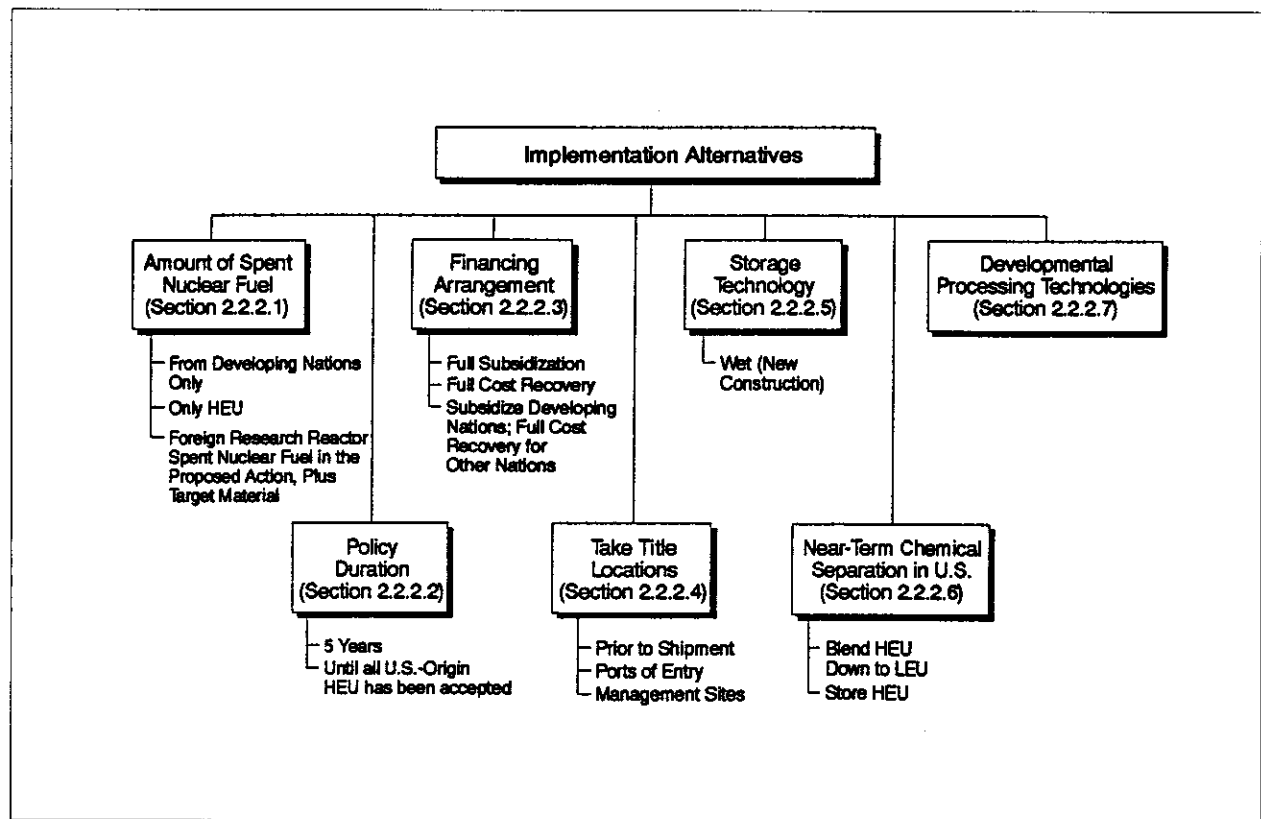 Implementation Alternatives
Amount of Spent
Nuclear Fuel
(Section 2.2.2.1)
From Developing Nations
Only
Only HEU
Foreign Research Reactor
Spent Nuclear Fuel in the
Proposed Action, Plus
Target Material
Financing
Arrangement
(Section 2.2.2.3)
Full Subsidization
Full Cost Recovery
Subsidize Developing
Nations; Full Cost
Recovery for
Other Nations
Storage
Technology
(Section 2.2.2.5)
Wet (New
Construction)
Developmental
Processing Technologies
(Section 2.2.2.7)
Policy
Duration
(Section 2.2.2.2)
5 Years
Until all U.S.-Origin
HEU has been accepted
Take Title
Locations
(Section 2.2.2.4)
Prior to Shipment
Ports of Entry
Management Sites
Near-Term Chemical
Separation in U.S.
(Section 2.2.2.6)
Blend HEU
Down to LEU
Store HEU